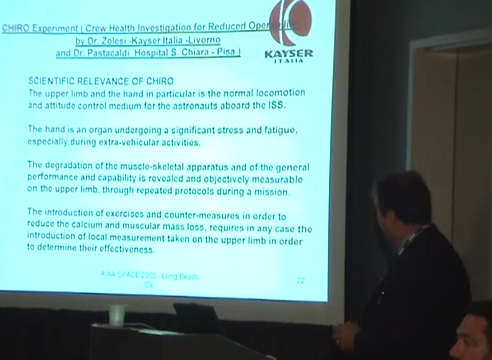 CHIRO Experiment ( Crew Health Investigation for Reduced Operability
by Dr. Zolesi -Kayser Italia -Livorno
and Dr. Pastacaldi Hospital S. Chiara - Pisa )
KAYSER
ITALIA
SCIENTIFIC RELEVANCE OF CHIRO
The upper limb and the hand in particular is the normal locomotion
and attitude control medium for the astronauts aboard the ISS.
The hand is an organ undergoing a significant stress and fatigue,
especially during extra-vehicular activities.
The degradation of the muscle-skeletal apparatus and of the general
performance and capability is revealed and objectively measurable
on the upper limb, through repeated protocols during a mission.
The introduction of exercises and counter-measures in order to
reduce the calcium and muscular mass loss, requires in any case the
introduction of local measurement taken on the upper limb in order
to determine their effectiveness.
AIAA SPACE 2003 - Long Beach,
Ca.
22